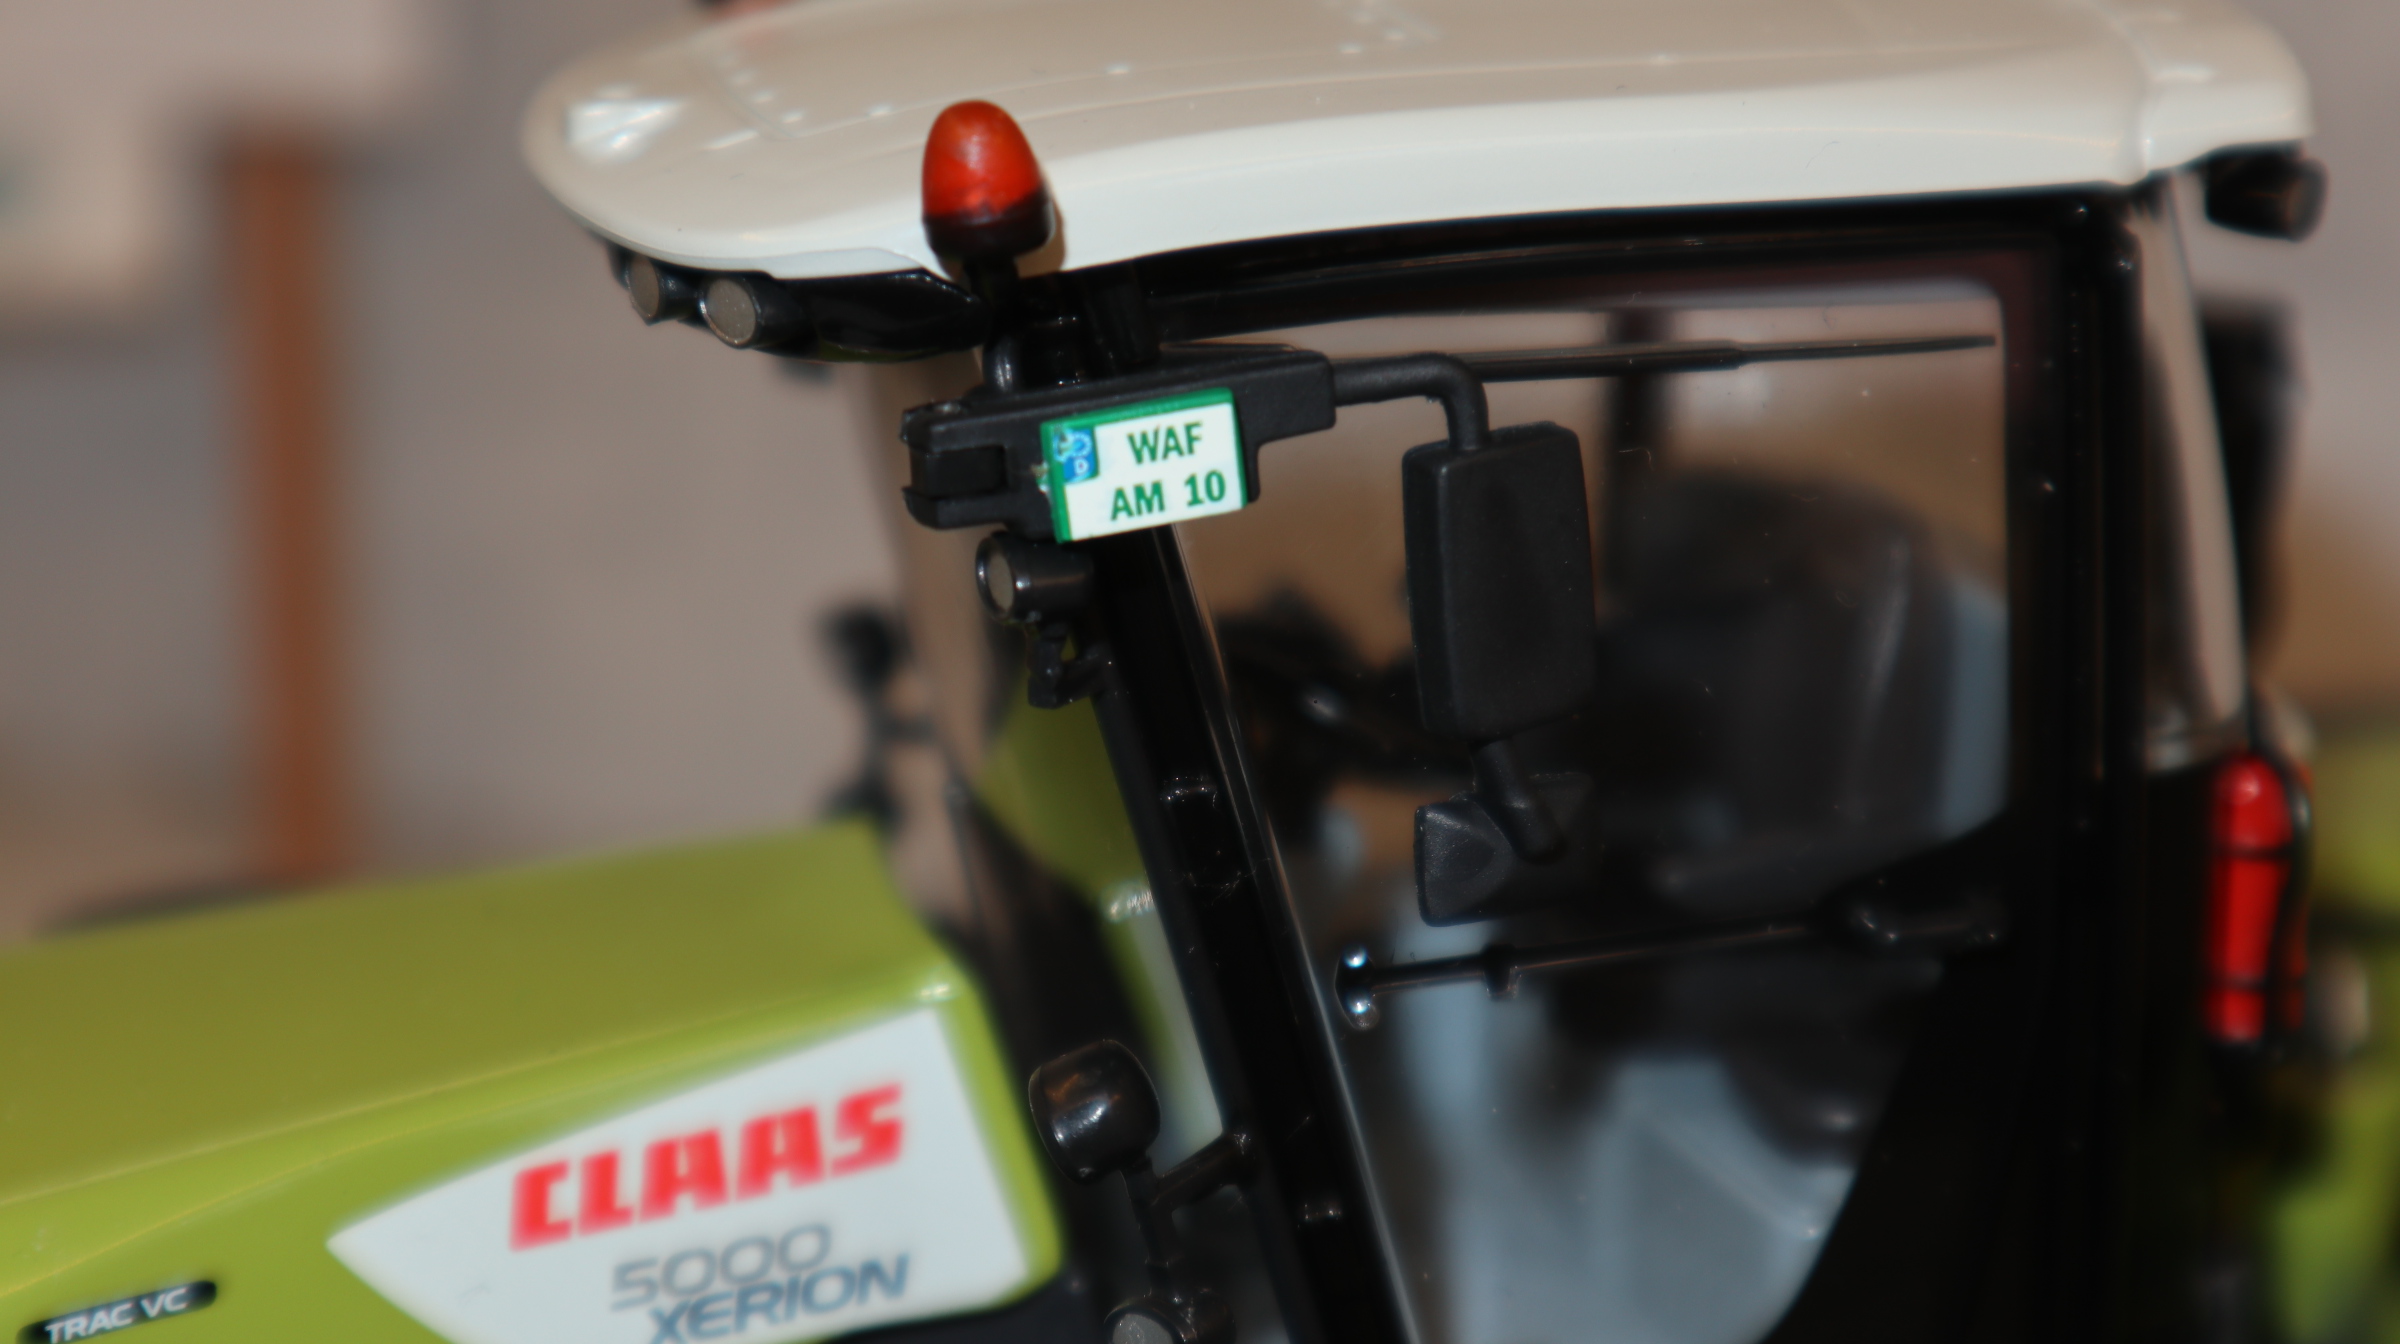 WAF
AM 10
D
CLAAS
5000
XERION
TRAC VC